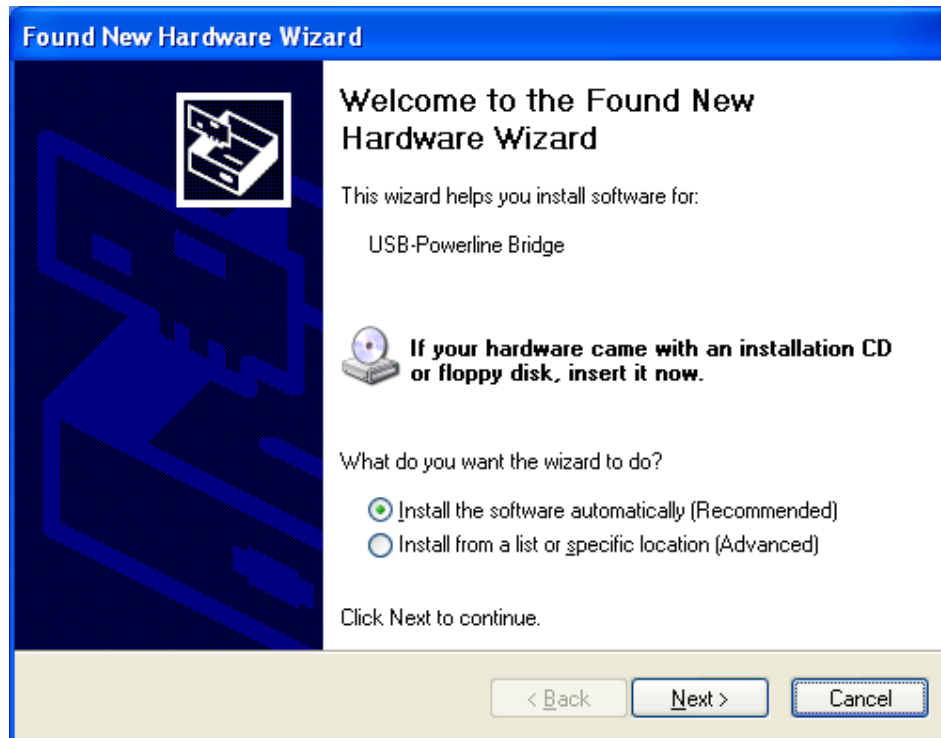 Found New Hardware Wizard
Welcome to the Found New
Hardware Wizard
This wizard helps you install software for:
USB-Powerline Bridge
If your hardware came with an installation CD
or floppy disk, insert it now.
What do you want the wizard to do?
Install the software automatically (Recommended)
Install from a list or specific location (Advanced)
Click Next to continue.
< Back Next > Cancel